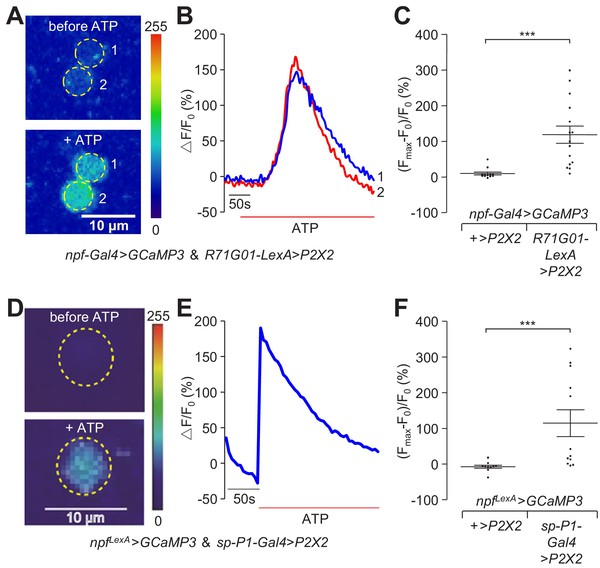 A
before ATP
1
2
+ ATP
1
2
10 µm
255
0
B
△F/F0 (%)
200
150
100
50
0
-50
50s
1
2
ATP
npf-Gal4>GCaMP3 & R71G01-LexA>P2X2
C
(Fmax-F0)/F0 (%)
400
300
200
100
0
-100
***
npf-Gal4>GCaMP3
+>P2X2
R71G01-
LexA
>P2X2
D
before ATP
+ ATP
10 µm
255
0
E
△F/F0 (%)
200
150
100
50
0
-50
50s
ATP
npfLexA>GCaMP3 & sp-P1-Gal4>P2X2
F
(Fmax-F0)/F0 (%)
400
300
200
100
0
-100
***
npfLexA>GCaMP3
+>P2X2
sp-P1-
Gal4
>P2X2